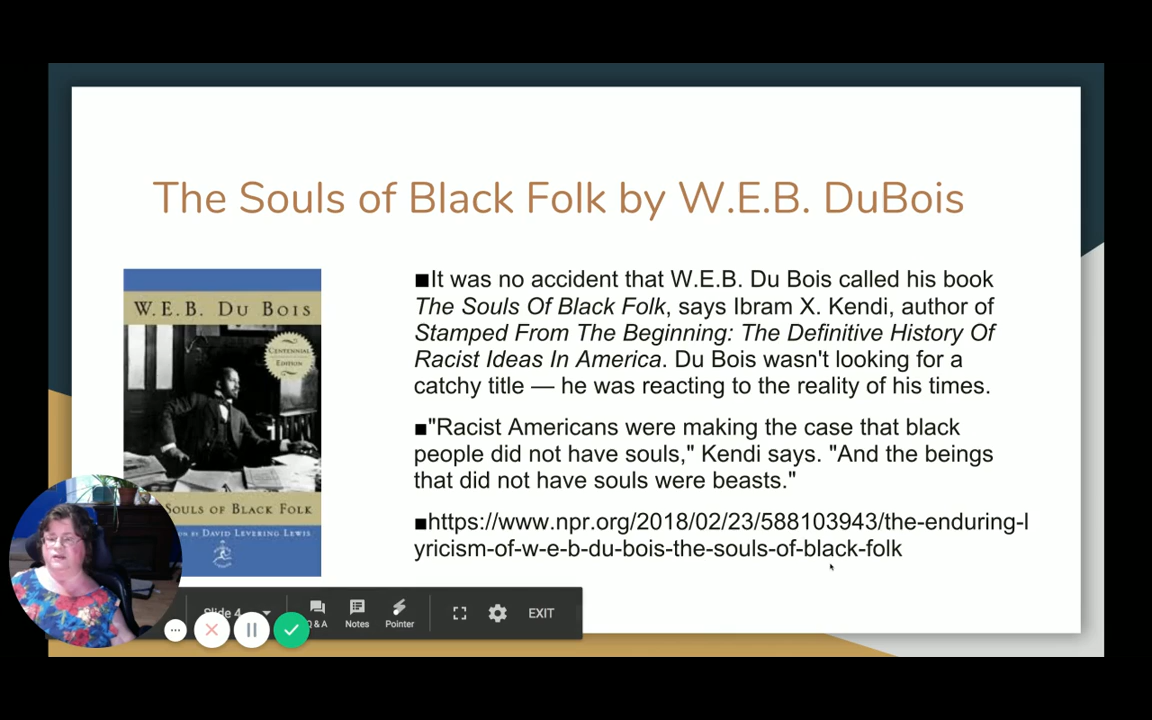 The Souls of Black Folk by W.E.B. DuBois
W.E.B. DU BOIS
CENTENNIAL
EDITION
SOULS OF BLACK FOLK
BY DAVID LEVERING LEWIS
■It was no accident that W.E.B. Du Bois called his book
The Souls Of Black Folk, says Ibram X. Kendi, author of
Stamped From The Beginning: The Definitive History Of
Racist Ideas In America. Du Bois wasn't looking for a
catchy title — he was reacting to the reality of his times.
■"Racist Americans were making the case that black
people did not have souls," Kendi says. "And the beings
that did not have souls were beasts."
■https://www.npr.org/2018/02/23/588103943/the-enduring-l
yricism-of-w-e-b-du-bois-the-souls-of-black-folk
Slide 4
Q & A
Notes
Pointer
EXIT